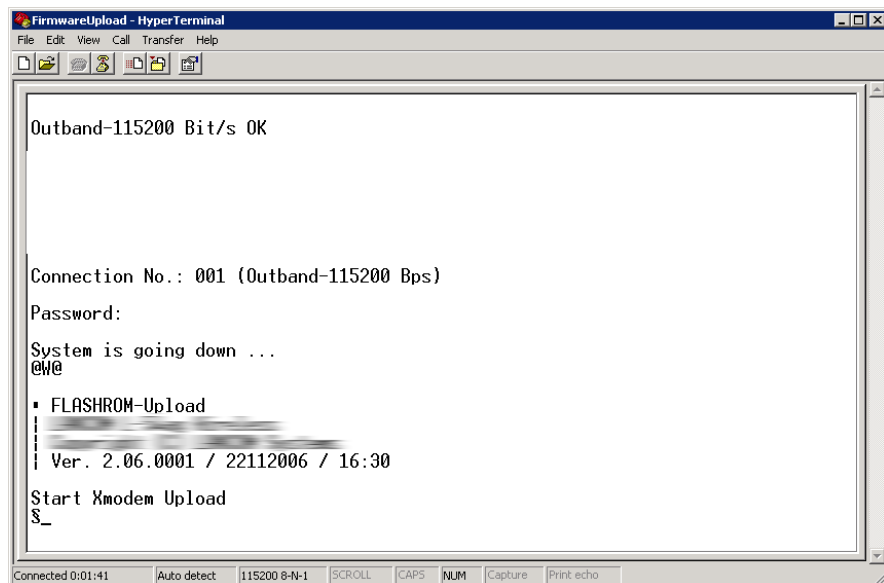 FirmwareUpload - HyperTerminal
File Edit View Call Transfer Help
Outband-115200 Bit/s OK
Connection No.: 001 (Outband-115200 Bps)
Password:
System is going down ...
@W@
▪ FLASHROM-Upload
¦
¦
¦ Ver. 2.06.0001 / 22112006 / 16:30
Start Xmodem Upload
§_
Connected 0:01:41 Auto detect 115200 8-N-1 SCROLL CAPS NUM Capture Print echo